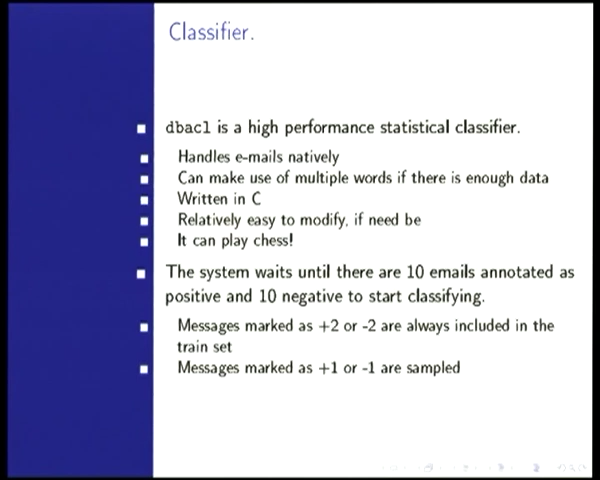 Classifier.
dbacl is a high performance statistical classifier.
Handles e-mails natively
Can make use of multiple words if there is enough data
Written in C
Relatively easy to modify, if need be
It can play chess!
The system waits until there are 10 emails annotated as
positive and 10 negative to start classifying.
Messages marked as +2 or -2 are always included in the
train set
Messages marked as +1 or -1 are sampled